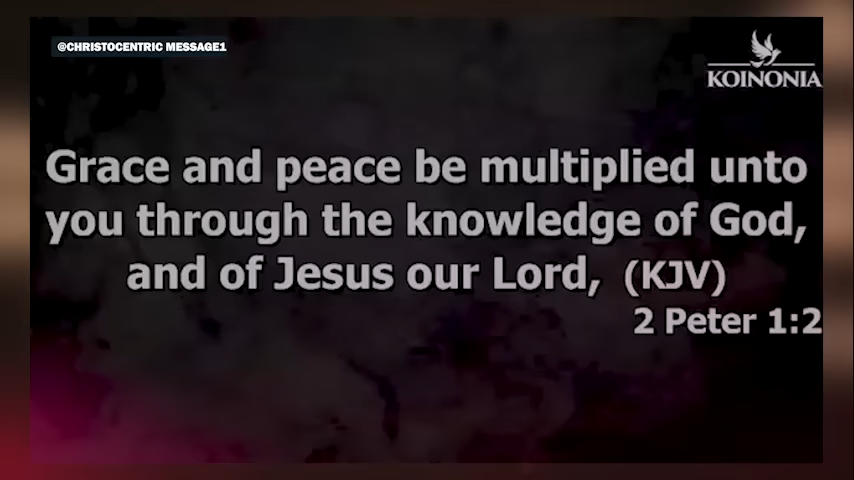 @CHRISTOCENTRIC MESSAGE1
KOINONIA
Grace and peace be multiplied unto
you through the knowledge of God,
and of Jesus our Lord, (KJV)
2 Peter 1:2